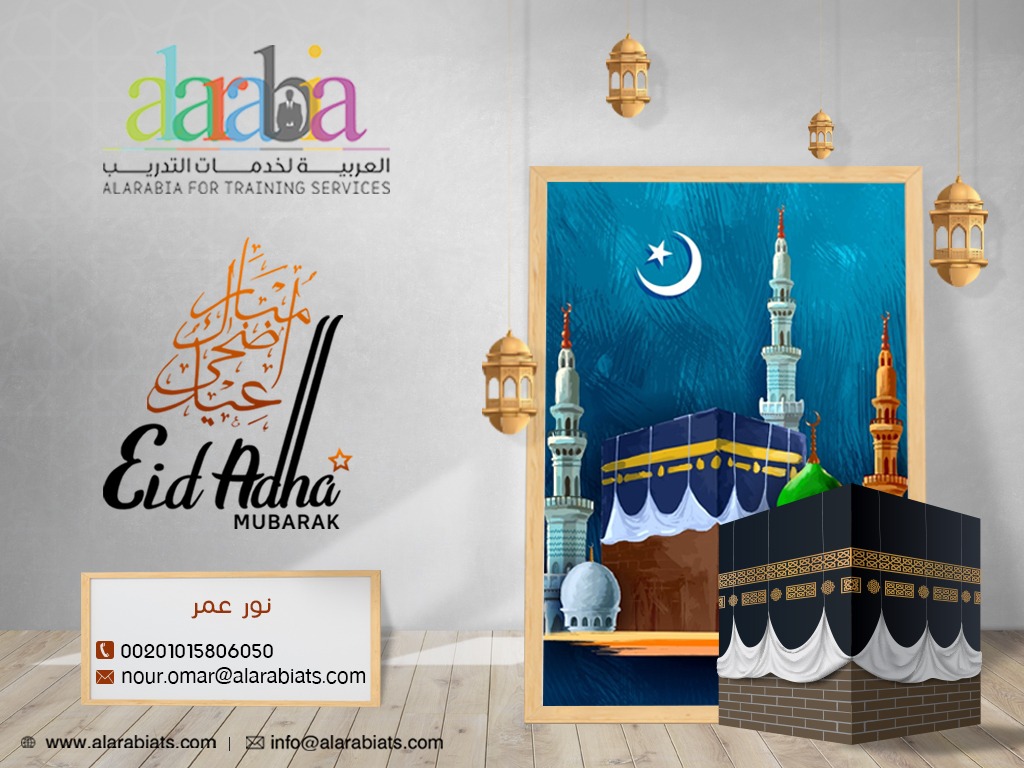 alarabia
العربية لخدمات التدريب
ALARABIA FOR TRAINING SERVICES
عيد أضحى مبارك
Eid Adha
MUBARAK
نور عمر
00201015806050
nour.omar@alarabiats.com
www.alarabiats.com | info@alarabiats.com